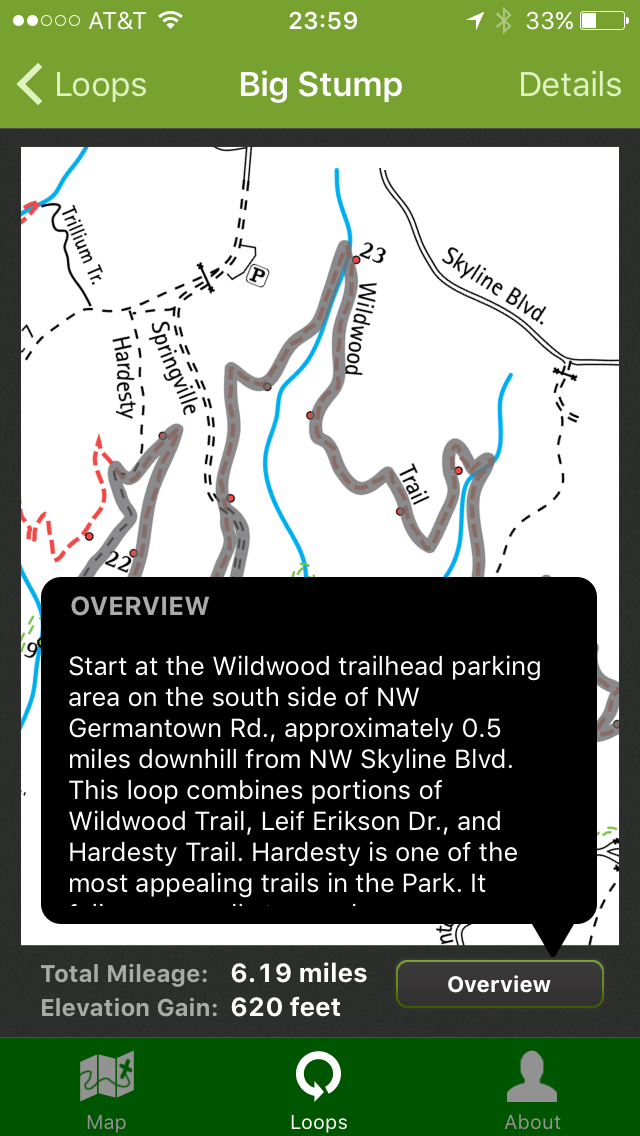 AT&T 23:59 33%
Loops Big Stump Details
Trillium Tr.
P
23
Skyline Blvd.
Hardesty
Springville
Wildwood
Trail
22
9
OVERVIEW
Start at the Wildwood trailhead parking
area on the south side of NW
Germantown Rd., approximately 0.5
miles downhill from NW Skyline Blvd.
This loop combines portions of
Wildwood Trail, Leif Erikson Dr., and
Hardesty Trail. Hardesty is one of the
most appealing trails in the Park. It
Total Mileage: 6.19 miles
Elevation Gain: 620 feet
Overview
Map Loops About